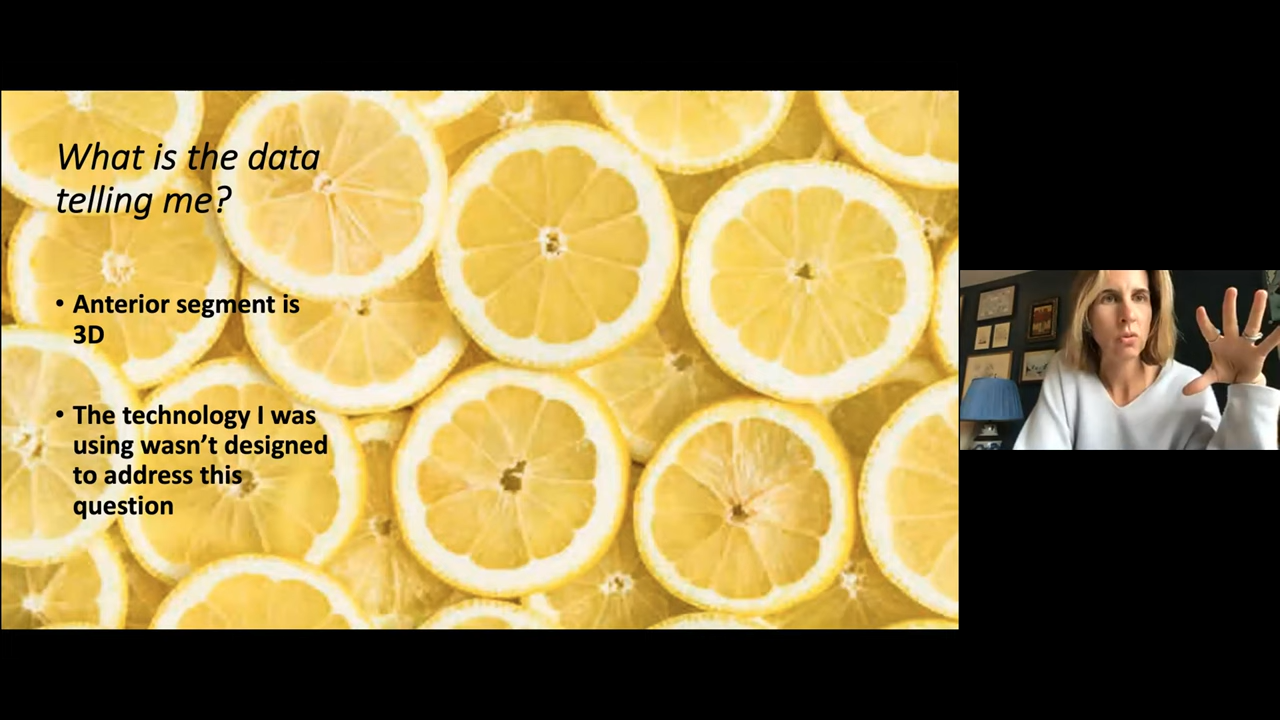 What is the data
telling me?
• Anterior segment is
3D
• The technology I was
using wasn’t designed
to address this
question